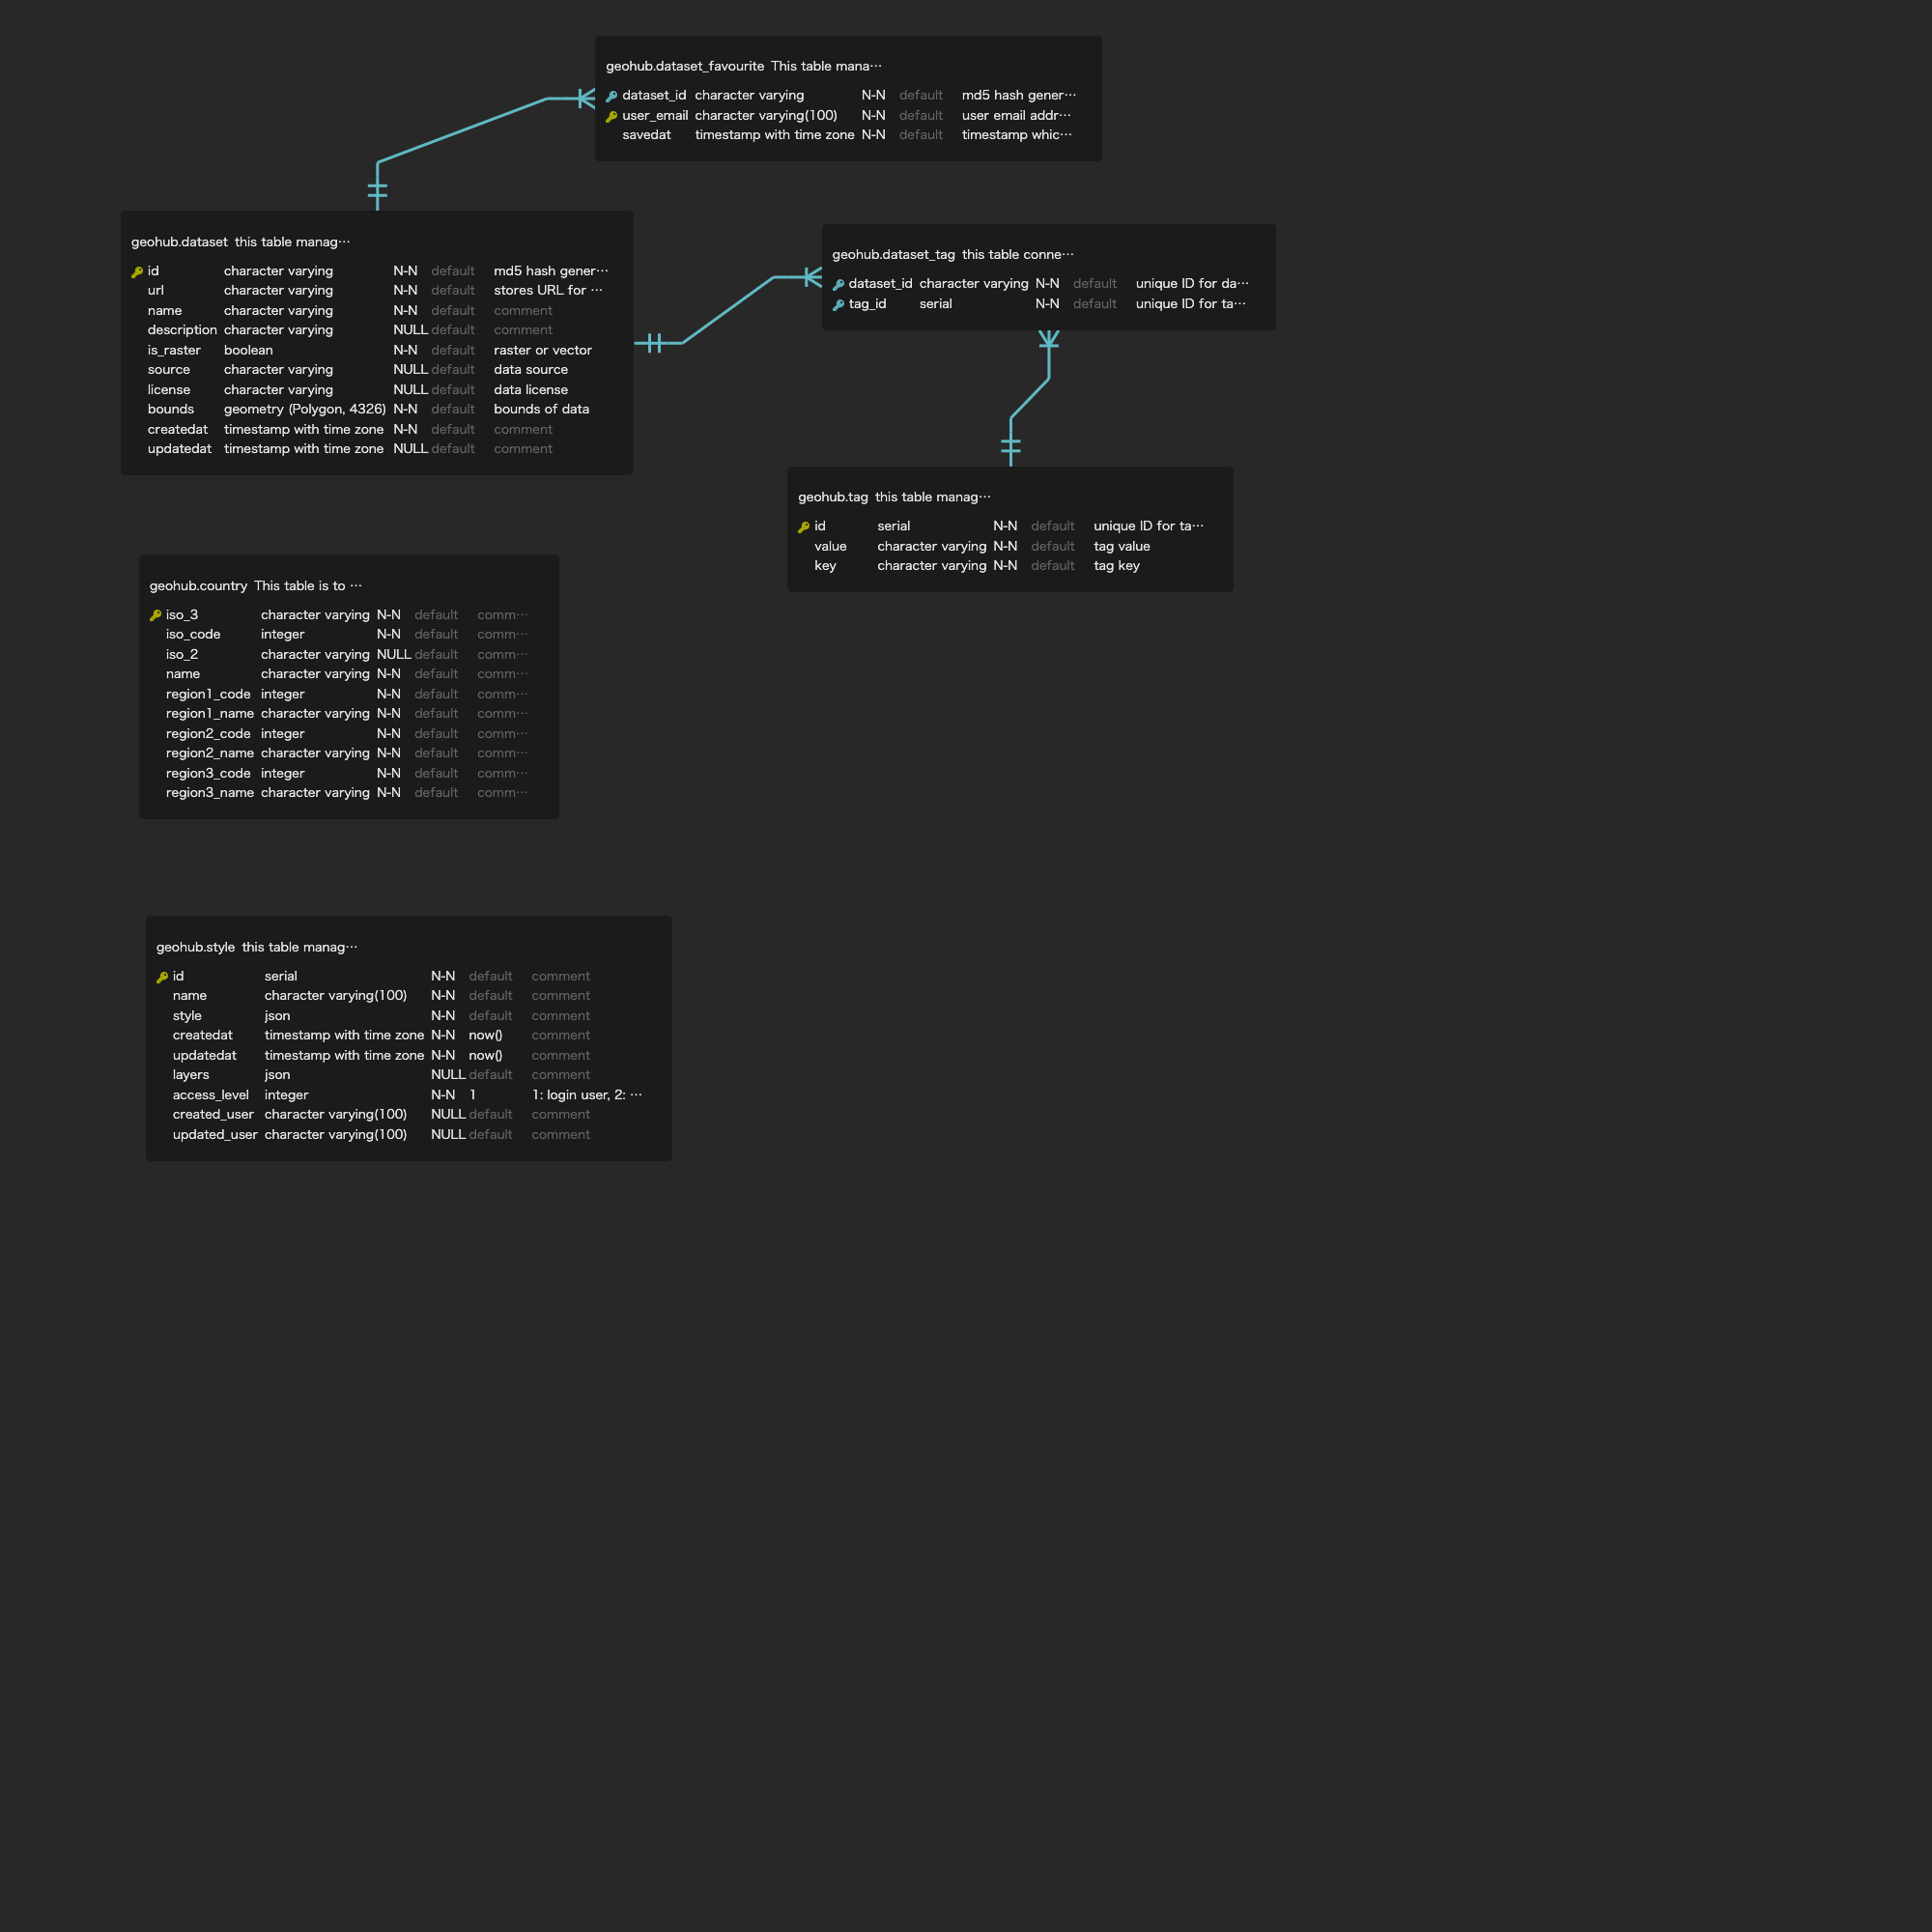 geohub.dataset_favourite This table mana…
dataset_id character varying N-N default md5 hash gener…
user_email character varying(100) N-N default user email addr…
savedat timestamp with time zone N-N default timestamp whic…
geohub.dataset this table manag…
id character varying N-N default md5 hash gener…
url character varying N-N default stores URL for …
name character varying N-N default comment
description character varying NULL default comment
is_raster boolean N-N default raster or vector
source character varying NULL default data source
license character varying NULL default data license
bounds geometry (Polygon, 4326) N-N default bounds of data
createdat timestamp with time zone N-N default comment
updatedat timestamp with time zone NULL default comment
geohub.dataset_tag this table conne…
dataset_id character varying N-N default unique ID for da…
tag_id serial N-N default unique ID for ta…
geohub.tag this table manag…
id serial N-N default unique ID for ta…
value character varying N-N default tag value
key character varying N-N default tag key
geohub.country This table is to …
iso_3 character varying N-N default comm…
iso_code integer N-N default comm…
iso_2 character varying NULL default comm…
name character varying N-N default comm…
region1_code integer N-N default comm…
region1_name character varying N-N default comm…
region2_code integer N-N default comm…
region2_name character varying N-N default comm…
region3_code integer N-N default comm…
region3_name character varying N-N default comm…
geohub.style this table manag…
id serial N-N default comment
name character varying(100) N-N default comment
style json N-N default comment
createdat timestamp with time zone N-N now() comment
updatedat timestamp with time zone N-N now() comment
layers json NULL default comment
access_level integer N-N 1 1: login user, 2: …
created_user character varying(100) NULL default comment
updated_user character varying(100) NULL default comment